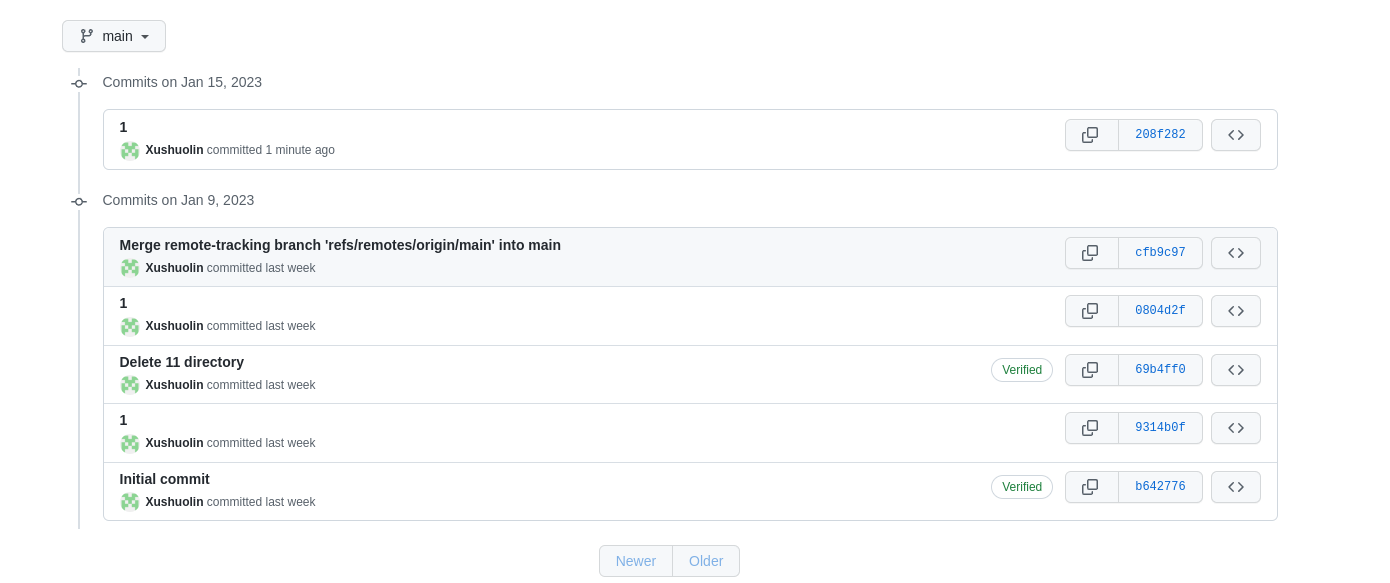 main
Commits on Jan 15, 2023
1
Xushuolin committed 1 minute ago
208f282
Commits on Jan 9, 2023
Merge remote-tracking branch 'refs/remotes/origin/main' into main
Xushuolin committed last week
cfb9c97
1
Xushuolin committed last week
0804d2f
Delete 11 directory
Xushuolin committed last week
Verified
69b4ff0
1
Xushuolin committed last week
9314b0f
Initial commit
Xushuolin committed last week
Verified
b642776
Newer Older